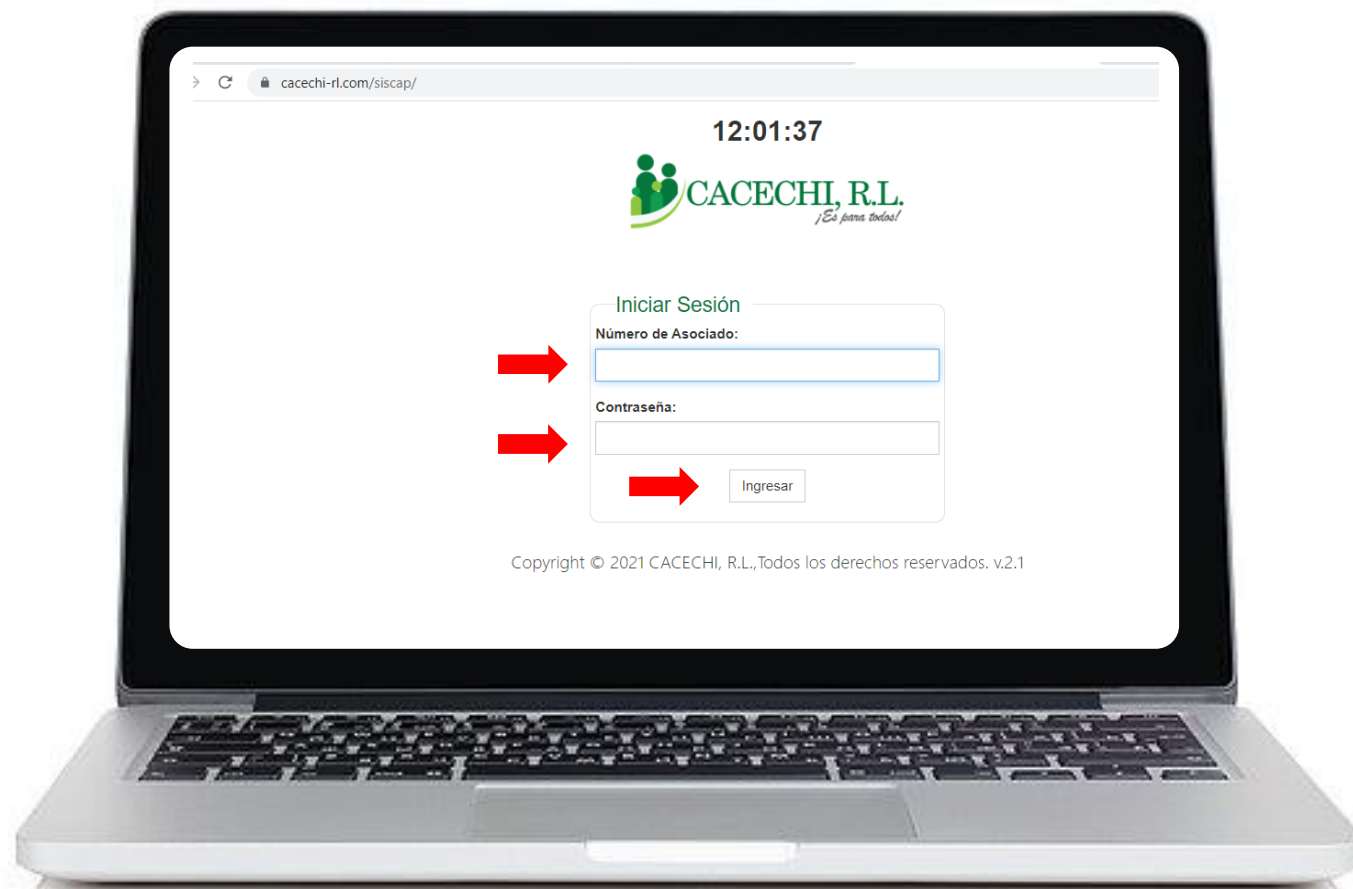 cacechi-rl.com/siscap/
12:01:37
CACECHI, R.L.
¡Es para todos!
Iniciar Sesión
Número de Asociado:
Contraseña:
Ingresar
Copyright © 2021 CACECHI, R.L.,Todos los derechos reservados. v.2.1